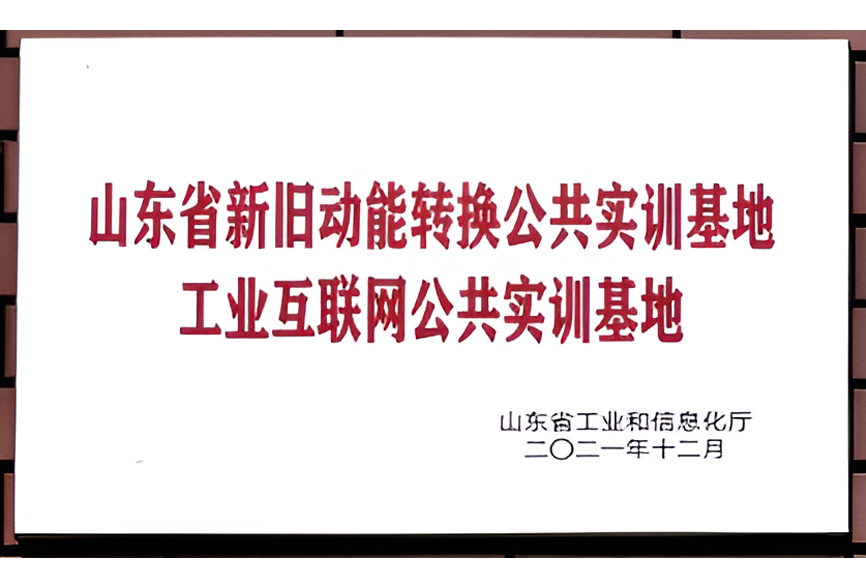 山东省新旧动能转换公共实训基地
工业互联网公共实训基地
山东省工业和信息化厅
二〇二一年十二月